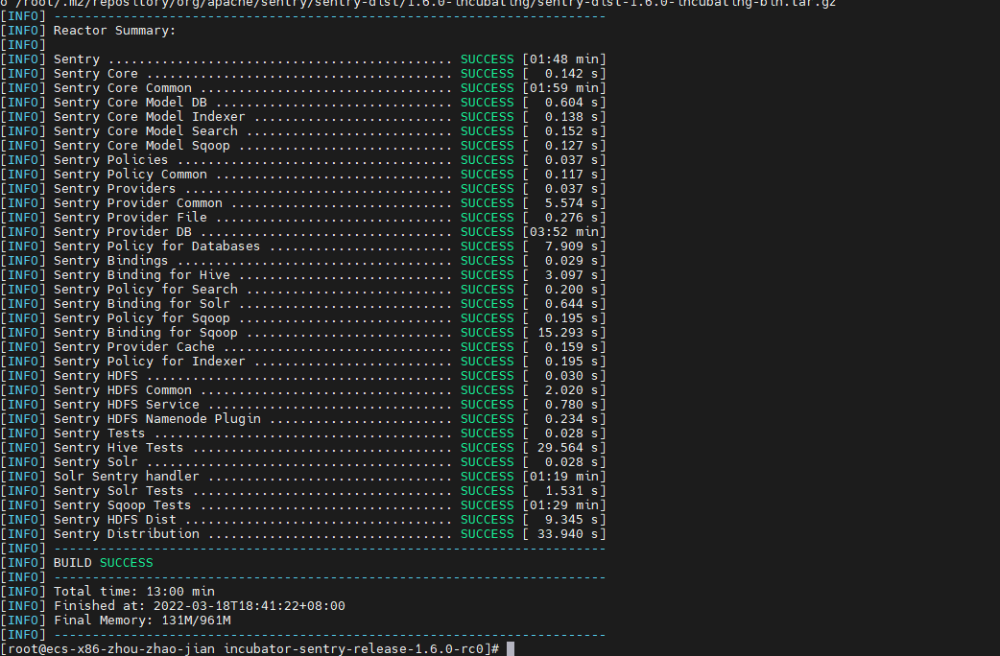 o /root/.m2/repository/org/apache/sentry/sentry-dist/1.6.0-incubating/sentry-dist-1.6.0-incubating-bin.tar.gz
[INFO] ------------------------------------------------------------------------
[INFO] Reactor Summary:
[INFO]
[INFO] Sentry ............................................. SUCCESS [01:48 min]
[INFO] Sentry Core ........................................ SUCCESS [  0.142 s]
[INFO] Sentry Core Common ................................. SUCCESS [01:59 min]
[INFO] Sentry Core Model DB ............................... SUCCESS [  0.604 s]
[INFO] Sentry Core Model Indexer .......................... SUCCESS [  0.138 s]
[INFO] Sentry Core Model Search ........................... SUCCESS [  0.152 s]
[INFO] Sentry Core Model Sqoop ............................ SUCCESS [  0.127 s]
[INFO] Sentry Policies .................................... SUCCESS [  0.037 s]
[INFO] Sentry Policy Common ............................... SUCCESS [  0.117 s]
[INFO] Sentry Providers ................................... SUCCESS [  0.037 s]
[INFO] Sentry Provider Common ............................. SUCCESS [  5.574 s]
[INFO] Sentry Provider File ............................... SUCCESS [  0.276 s]
[INFO] Sentry Provider DB ................................. SUCCESS [03:52 min]
[INFO] Sentry Policy for Databases ........................ SUCCESS [  7.909 s]
[INFO] Sentry Bindings .................................... SUCCESS [  0.029 s]
[INFO] Sentry Binding for Hive ............................ SUCCESS [  3.097 s]
[INFO] Sentry Policy for Search ........................... SUCCESS [  0.200 s]
[INFO] Sentry Binding for Solr ............................ SUCCESS [  0.644 s]
[INFO] Sentry Policy for Sqoop ............................ SUCCESS [  0.195 s]
[INFO] Sentry Binding for Sqoop ........................... SUCCESS [ 15.293 s]
[INFO] Sentry Provider Cache .............................. SUCCESS [  0.159 s]
[INFO] Sentry Policy for Indexer .......................... SUCCESS [  0.195 s]
[INFO] Sentry HDFS ........................................ SUCCESS [  0.030 s]
[INFO] Sentry HDFS Common ................................. SUCCESS [  2.020 s]
[INFO] Sentry HDFS Service ................................ SUCCESS [  0.780 s]
[INFO] Sentry HDFS Namenode Plugin ........................ SUCCESS [  0.234 s]
[INFO] Sentry Tests ....................................... SUCCESS [  0.028 s]
[INFO] Sentry Hive Tests .................................. SUCCESS [ 29.564 s]
[INFO] Sentry Solr ........................................ SUCCESS [  0.028 s]
[INFO] Solr Sentry handler ................................ SUCCESS [01:19 min]
[INFO] Sentry Solr Tests .................................. SUCCESS [  1.531 s]
[INFO] Sentry Sqoop Tests ................................. SUCCESS [01:29 min]
[INFO] Sentry HDFS Dist ................................... SUCCESS [  9.345 s]
[INFO] Sentry Distribution ................................ SUCCESS [ 33.940 s]
[INFO] ------------------------------------------------------------------------
[INFO] BUILD SUCCESS
[INFO] ------------------------------------------------------------------------
[INFO] Total time: 13:00 min
[INFO] Finished at: 2022-03-18T18:41:22+08:00
[INFO] Final Memory: 131M/961M
[INFO] ------------------------------------------------------------------------
[root@ecs-x86-zhou-zhao-jian incubator-sentry-release-1.6.0-rc0]#